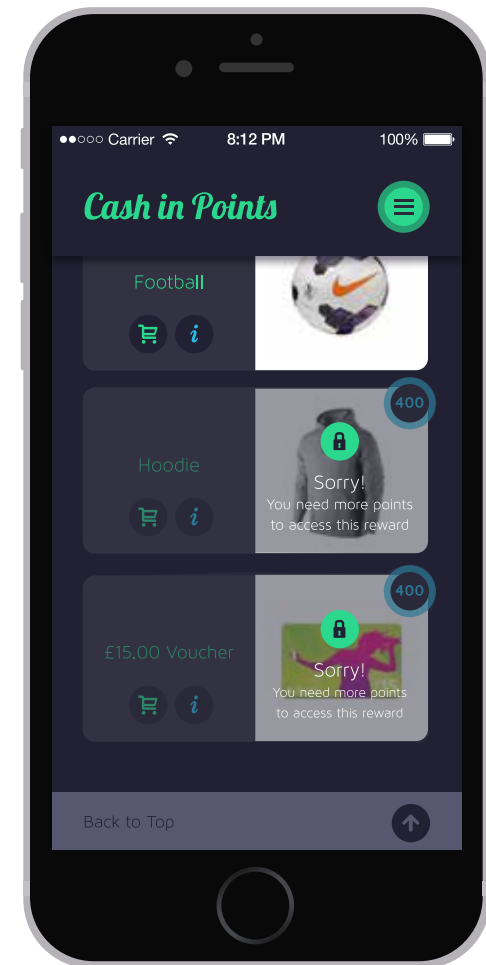 Carrier 8:12 PM 100%
Cash in Points
Football
i
400
Hoodie
i
Sorry!
You need more points
to access this reward
400
£15.00 Voucher
i
Sorry!
You need more points
to access this reward
Back to Top